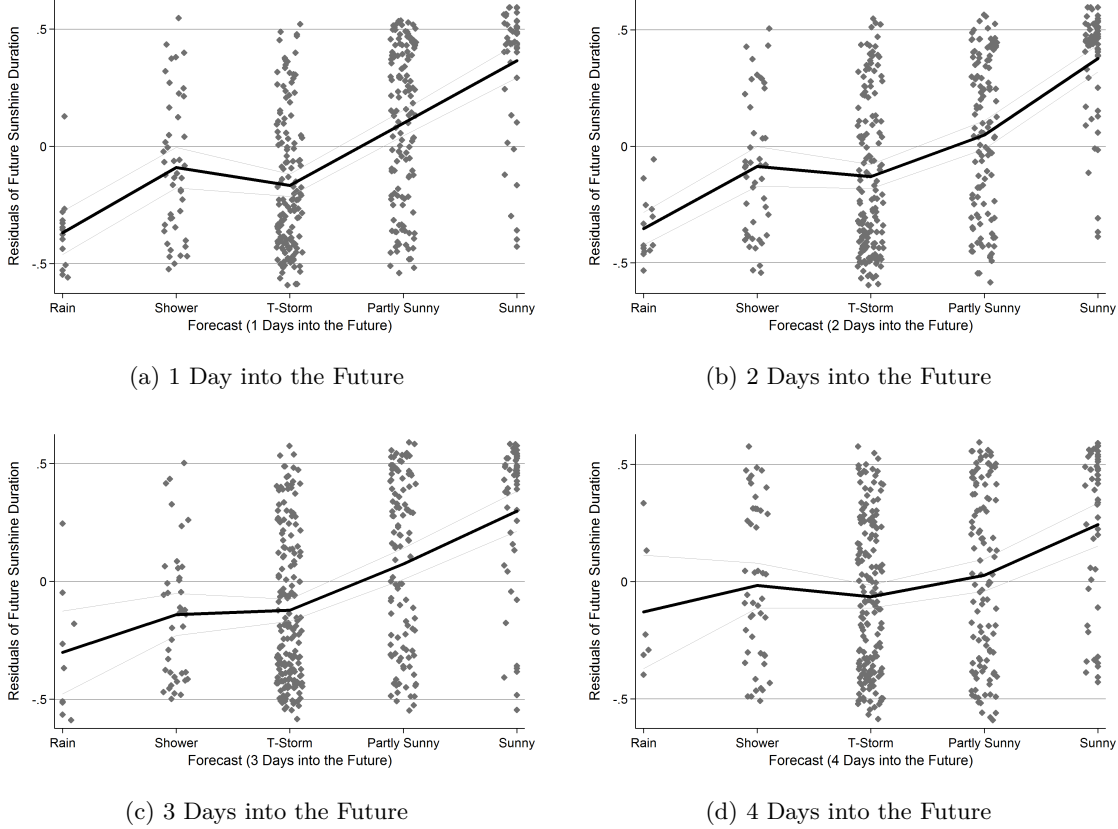 Residuals of Future Sunshine Duration
.5
0
-.5
Rain Shower T-Storm Partly Sunny Sunny
Forecast (1 Days into the Future)
(a) 1 Day into the Future
Residuals of Future Sunshine Duration
.5
0
-.5
Rain Shower T-Storm Partly Sunny Sunny
Forecast (2 Days into the Future)
(b) 2 Days into the Future
Residuals of Future Sunshine Duration
.5
0
-.5
Rain Shower T-Storm Partly Sunny Sunny
Forecast (3 Days into the Future)
(c) 3 Days into the Future
Residuals of Future Sunshine Duration
.5
0
-.5
Rain Shower T-Storm Partly Sunny Sunny
Forecast (4 Days into the Future)
(d) 4 Days into the Future